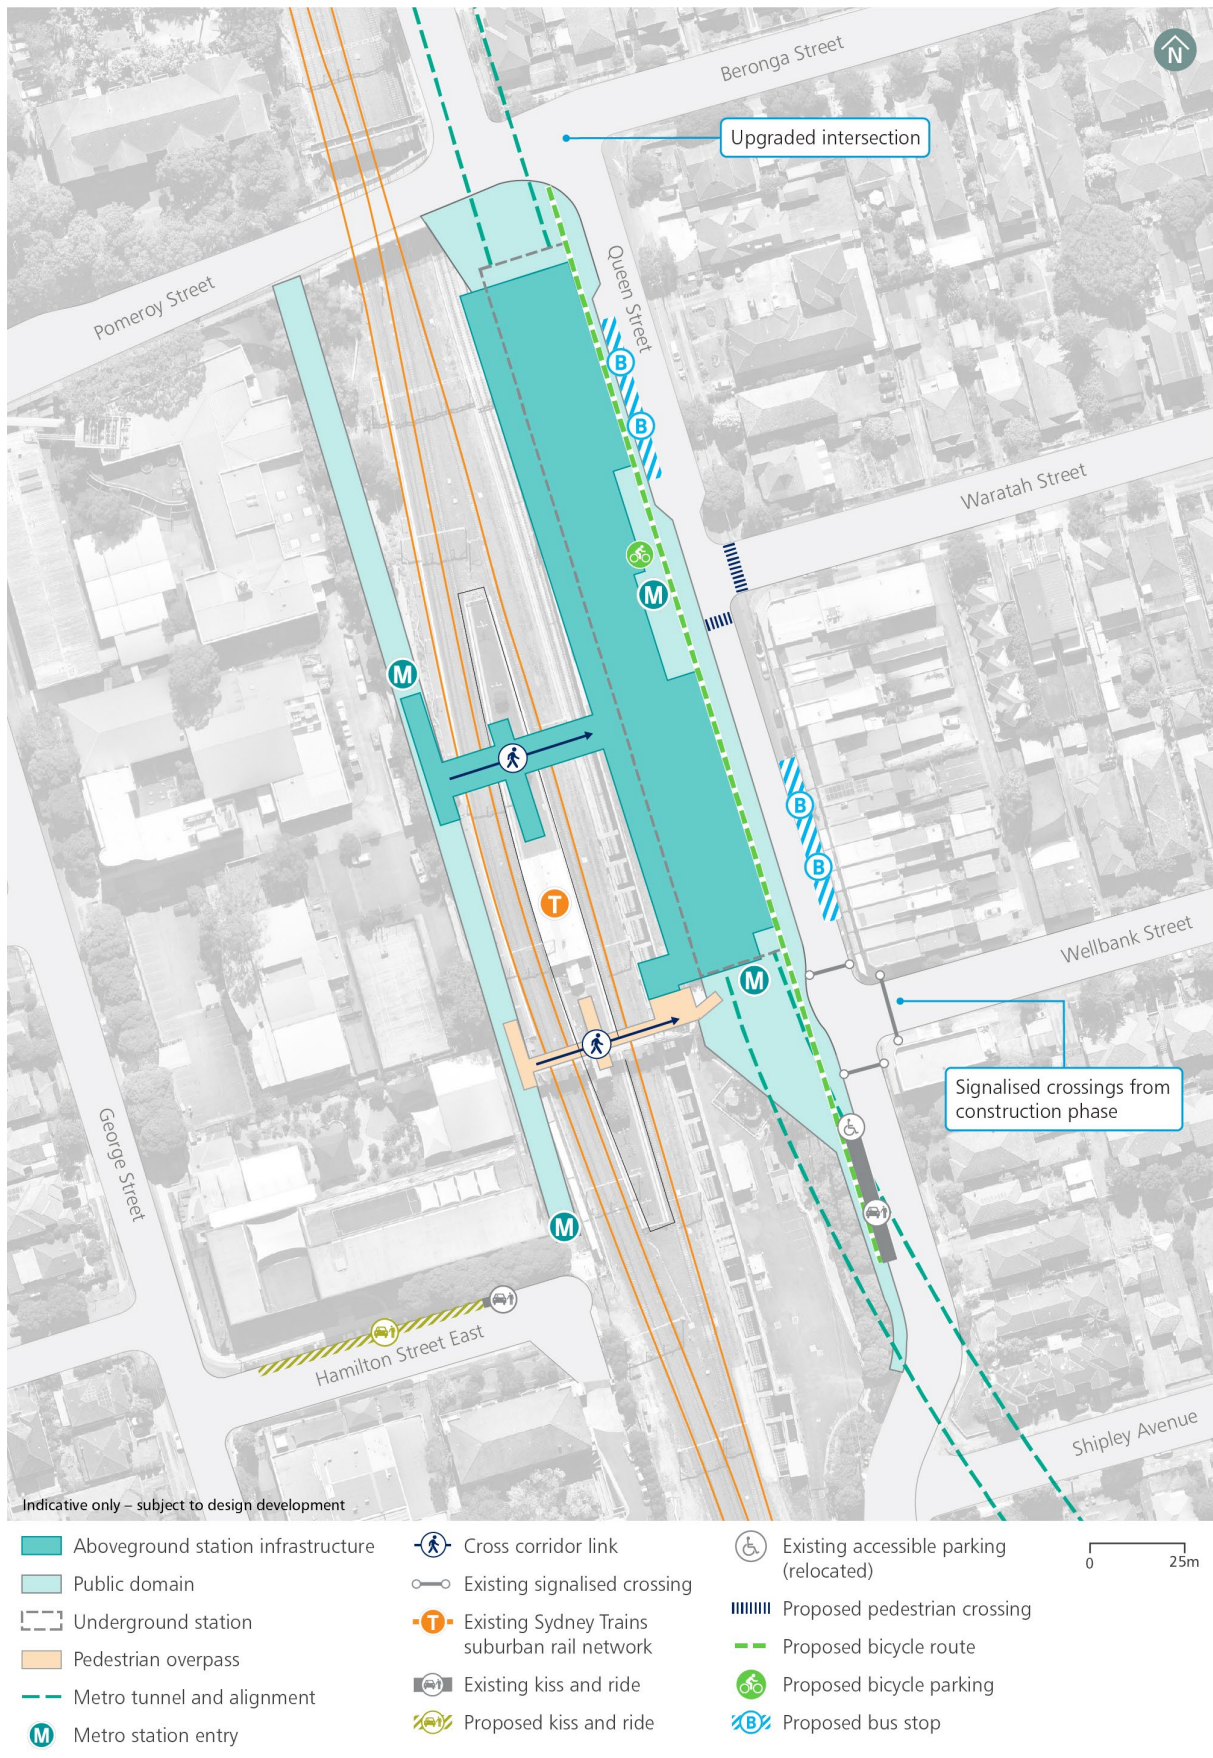 Beronga Street
N
Upgraded intersection
Queen Street
Pomeroy Street
B
B
Waratah Street
M
M
B
B
T
Wellbank Street
M
Signalised crossings from
construction phase
George Street
M
Hamilton Street East
Shipley Avenue
Indicative only – subject to design development
Aboveground station infrastructure
Public domain
Underground station
Pedestrian overpass
Metro tunnel and alignment
M Metro station entry
Cross corridor link
Existing signalised crossing
T Existing Sydney Trains
suburban rail network
Existing kiss and ride
Proposed kiss and ride
Existing accessible parking
(relocated)
Proposed pedestrian crossing
Proposed bicycle route
Proposed bicycle parking
B Proposed bus stop
0 25m